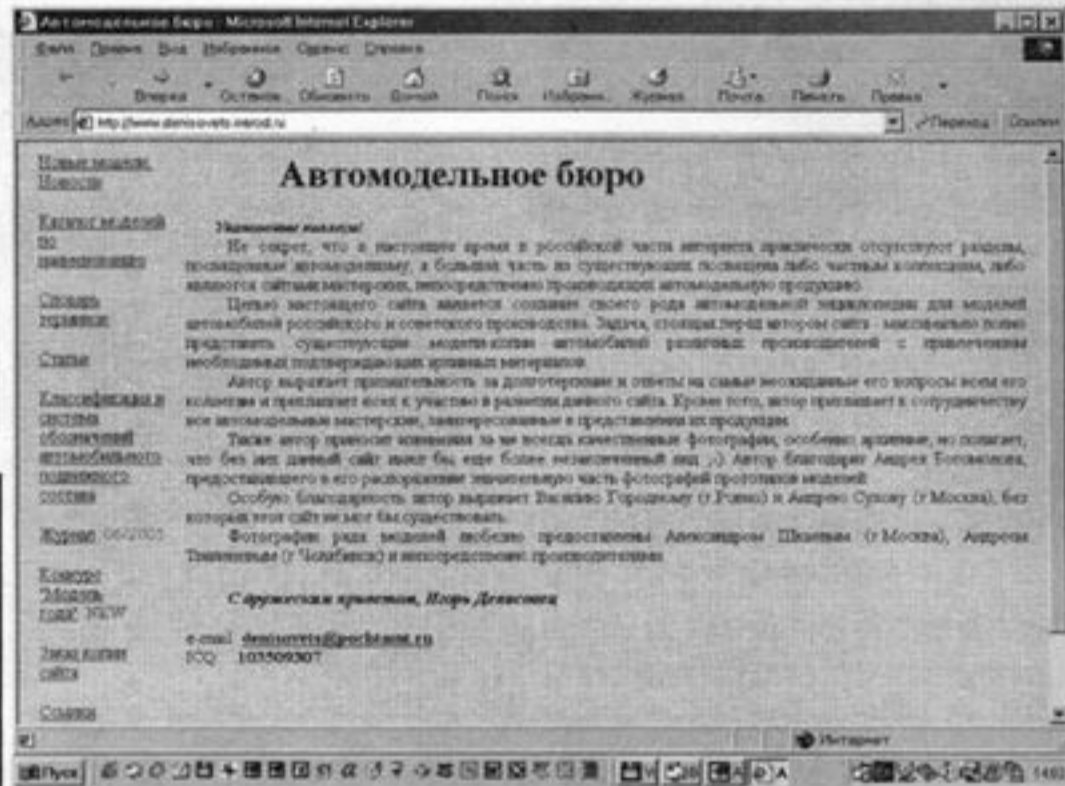 Автомодельное бюро - Microsoft Internet Explorer
Файл Правка Вид Избранное Сервис Справка
Вперед Останов. Обновить Домой Поиск Избранн. Журнал Почта Печать Правка
Адрес http://www.denisovets.narod.ru Переход Ссылки
Новые модели.
Новости
Каталог моделей
по
Словарь
терминов
Статьи
Классификация и
система
обозначений
автомобильного
подвижного
состава
Журнал 06/2001
Конкурс
"Модель
года" NEW
Заказ копии
сайта
Ссылки
Автомодельное бюро
Уважаемые коллеги!
Не секрет, что в настоящее время в российской части интернета практически отсутствуют разделы,
посвященные автомоделизму, а большая часть из существующих посвящена либо частным коллекциям, либо
являются сайтами мастерских, непосредственно производящих автомодельную продукцию.
Целью настоящего сайта является создание своего рода автомодельной энциклопедии для моделей
автомобилей российского и советского производства. Задача, стоящая перед автором сайта - максимально полно
представить существующие модели-копии автомобилей различных производителей с привлечением
необходимых подтверждающих архивных материалов.
Автор выражает признательность за долготерпение и ответы на самые неожиданные его вопросы всем его
коллегам и приглашает всех к участию в развитии данного сайта. Кроме того, автор приглашает к сотрудничеству
все автомодельные мастерские, заинтересованные в представлении их продукции.
Также автор приносит извинения за не всегда качественные фотографии, особенно архивные, но полагает,
что без них данный сайт имел бы еще более незаконченный вид ;-) Автор благодарит Андрея Богомолова,
предоставившего в его распоряжение значительную часть фотографий прототипов моделей.
Особую благодарность автор выражает Василию Городецкому (г.Ровно) и Андрею Сухову (г.Москва), без
которых этот сайт не мог бы существовать.
Фотографии ряда моделей любезно предоставлены Александром (г.Москва), Андреем
(г.Челябинск) и непосредственно производителями.
С дружеским приветом, Игорь Денисовец
e-mail: denisovets@pochtamt.ru
ICQ 103509307
Интернет
Пуск 14:02